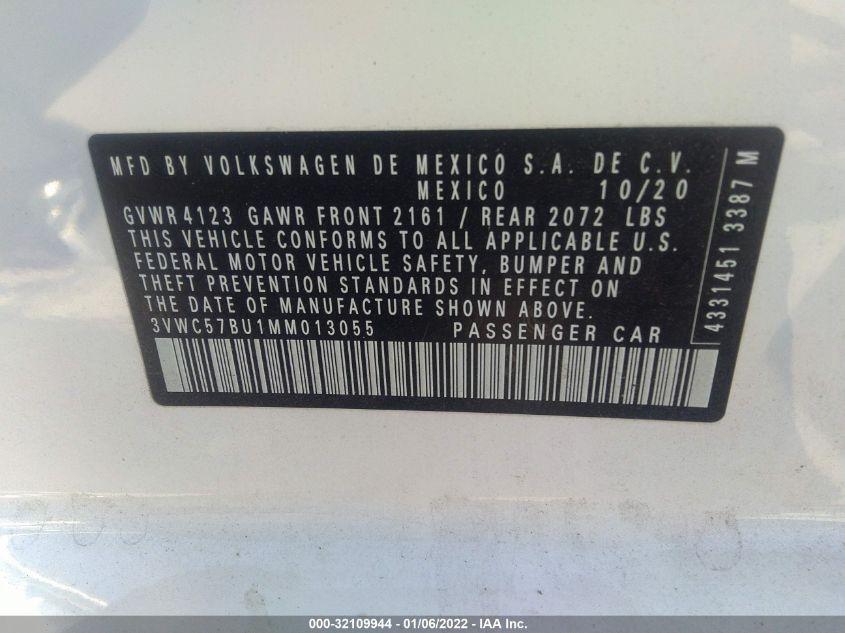 MFD BY VOLKSWAGEN DE MEXICO S.A. DE C.V.
MEXICO 10/20
GVWR 4123 GAWR FRONT 2161 / REAR 2072 LBS
THIS VEHICLE CONFORMS TO ALL APPLICABLE U.S.
FEDERAL MOTOR VEHICLE SAFETY, BUMPER AND
THEFT PREVENTION STANDARDS IN EFFECT ON
THE DATE OF MANUFACTURE SHOWN ABOVE.
3VWC57BU1MM013055 PASSENGER CAR
4331451 3387 M
000-32109944 - 01/06/2022 - IAA Inc.